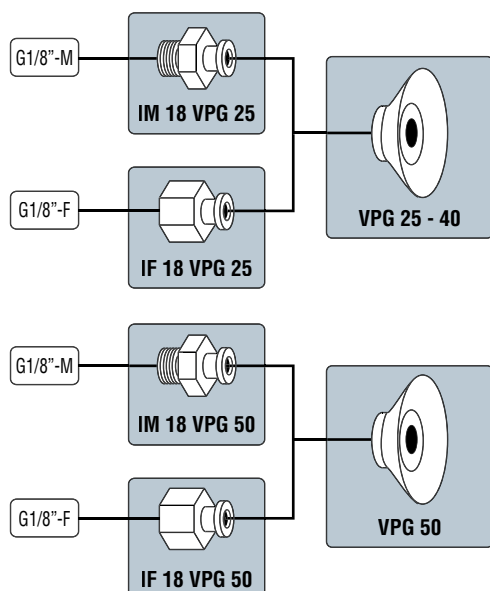 G1/8"-M
IM 18 VPG 25
G1/8"-F
IF 18 VPG 25
VPG 25 - 40
G1/8"-M
IM 18 VPG 50
G1/8"-F
IF 18 VPG 50
VPG 50